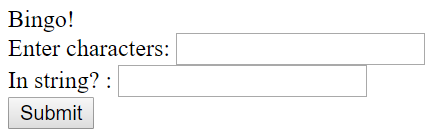 Bingo!
Enter characters:
In string? :
Submit